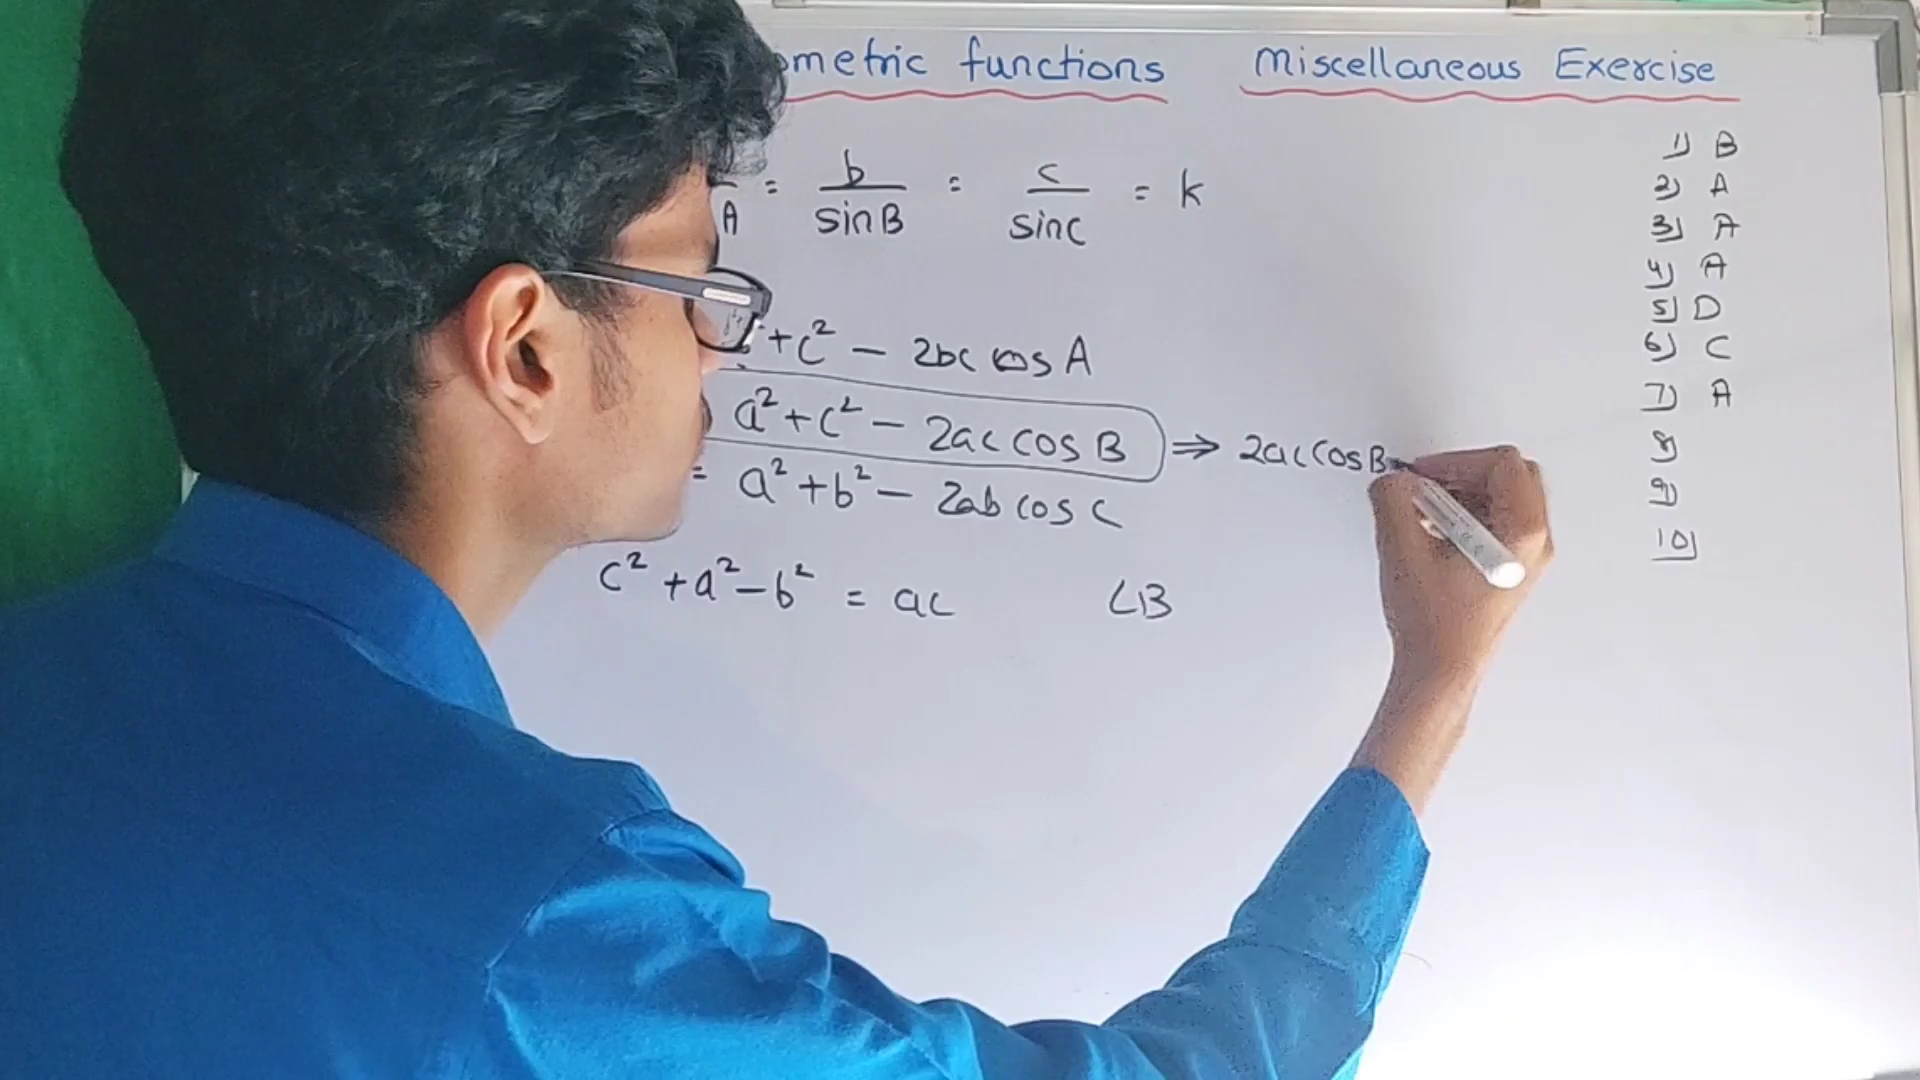 ometric functions Miscellaneous Exercise
A = b/sinB = c/sinC = k
+c² − 2bc cos A
a²+c² − 2ac cos B ⇒ 2ac cos B
= a²+b² − 2ab cos C
c² +a²−b² = ac ∠B
1) B
2) A
3) A
4) A
5) D
6) C
7) A
8)
9)
10)